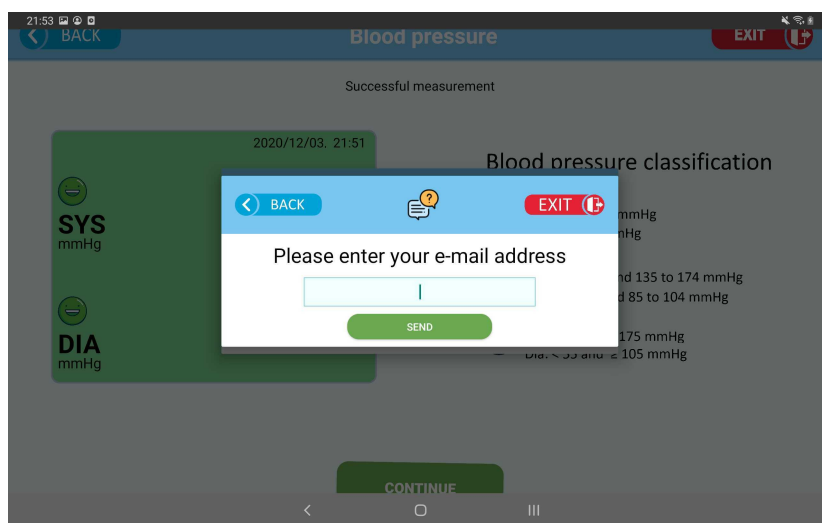 21:53
BACK
Blood pressure
EXIT
Successful measurement
2020/12/03. 21:51
Blood pressure classification
SYS
mmHg
DIA
mmHg
BACK
?
EXIT
Please enter your e-mail address
SEND
mmHg
nd 135 to 174 mmHg
d 85 to 104 mmHg
175 mmHg
≥ 105 mmHg
CONTINUE